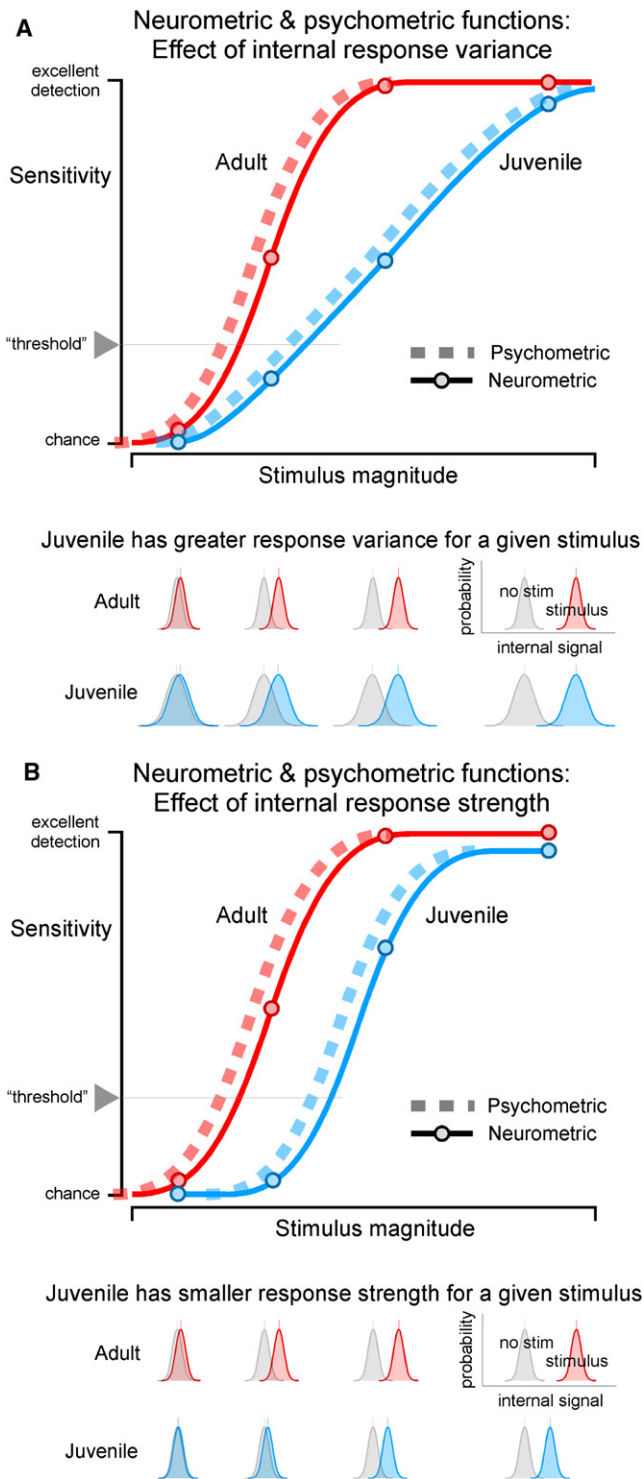 A
Neurometric & psychometric functions:
Effect of internal response variance
excellent
detection
Adult
Juvenile
Sensitivity
“threshold”
Psychometric
Neurometric
chance
Stimulus magnitude
Juvenile has greater response variance for a given stimulus
Adult
probability
no stim
stimulus
internal signal
Juvenile
B
Neurometric & psychometric functions:
Effect of internal response strength
excellent
detection
Adult
Juvenile
Sensitivity
“threshold”
Psychometric
Neurometric
chance
Stimulus magnitude
Juvenile has smaller response strength for a given stimulus
Adult
probability
no stim
stimulus
internal signal
Juvenile